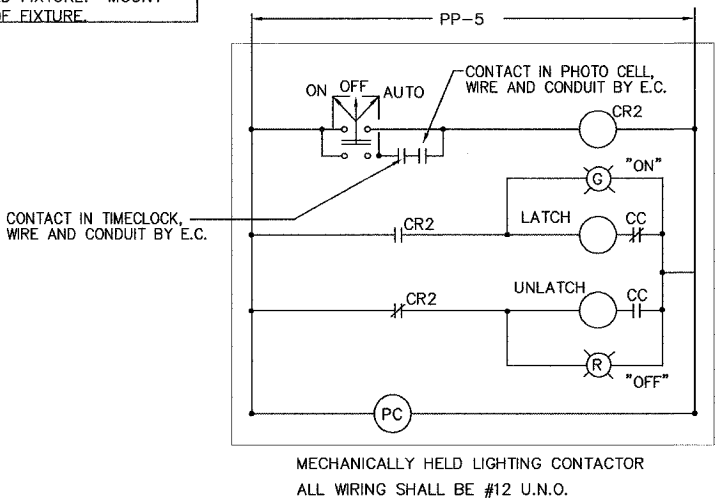 D FIXTURE. MOUNT
OF FIXTURE.
PP-5
ON OFF AUTO
CONTACT IN PHOTO CELL,
WIRE AND CONDUIT BY E.C.
CR2
"ON"
G
CONTACT IN TIMECLOCK,
WIRE AND CONDUIT BY E.C.
CR2
LATCH
CC
UNLATCH
CC
CR2
R
"OFF"
PC
MECHANICALLY HELD LIGHTING CONTACTOR
ALL WIRING SHALL BE #12 U.N.O.